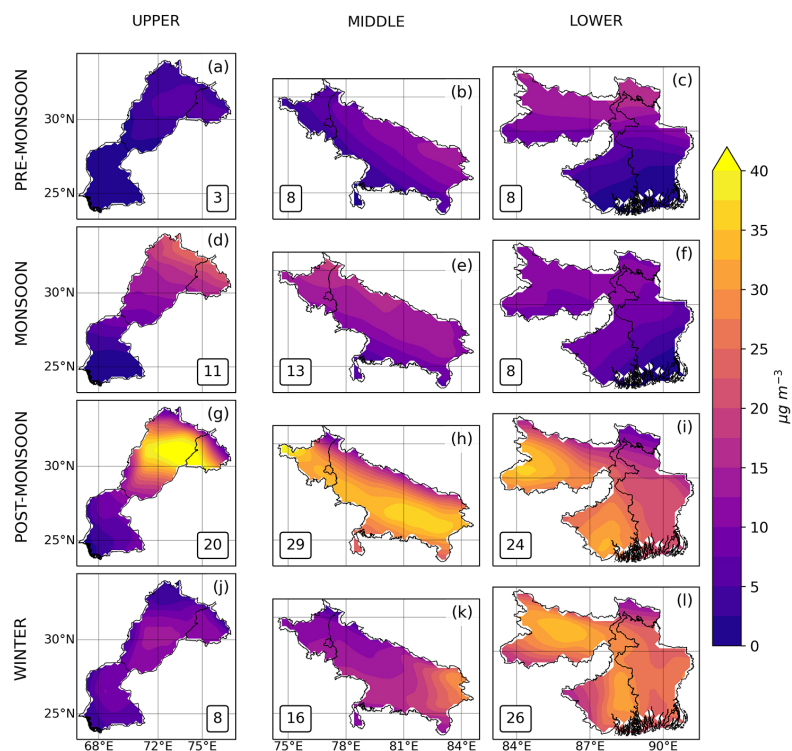 UPPER MIDDLE LOWER
PRE-MONSOON
(a) (b) (c)
30°N
25°N
3 8 8
MONSOON
(d) (e) (f)
30°N
25°N
11 13 8
POST-MONSOON
(g) (h) (i)
30°N
25°N
20 29 24
WINTER
(j) (k) (l)
30°N
25°N
8 16 26
68°E 72°E 75°E 75°E 78°E 81°E 84°E 84°E 87°E 90°E
40
35
30
25
20
15
10
5
0
μg m⁻³